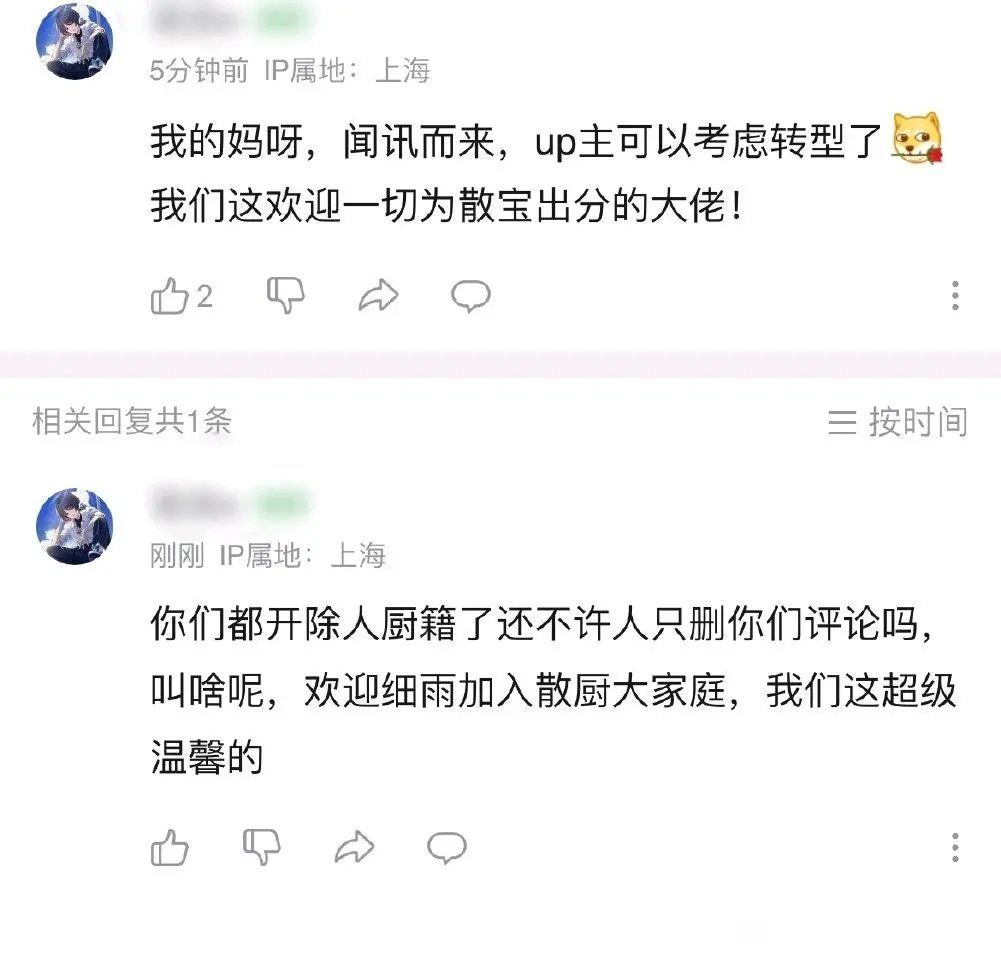 5分钟前 IP属地：上海
我的妈呀，闻讯而来，up主可以考虑转型了
我们这欢迎一切为散宝出分的大佬！
2
相关回复共1条
按时间
刚刚 IP属地：上海
你们都开除人厨籍了还不许人只删你们评论吗，
叫啥呢，欢迎细雨加入散厨大家庭，我们这超级
温馨的